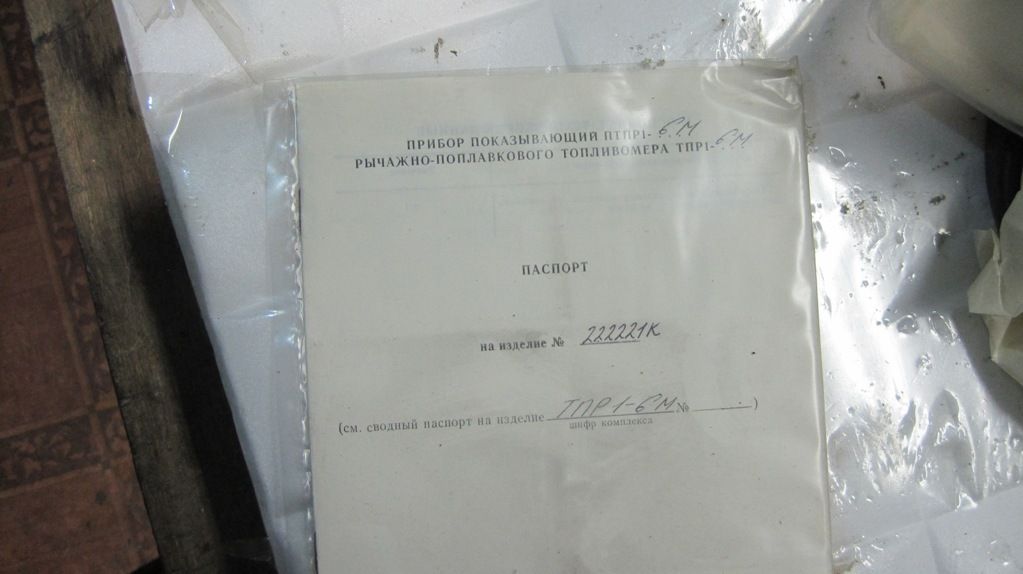 ПРИБОР ПОКАЗЫВАЮЩИЙ ПТПР1-6М
РЫЧАЖНО-ПОПЛАВКОВОГО ТОПЛИВОМЕРА ТПР1-6М
ПАСПОРТ
на изделие № 222221К
(см. сводный паспорт на изделие ТПР1-6М № )
шифр комплекса